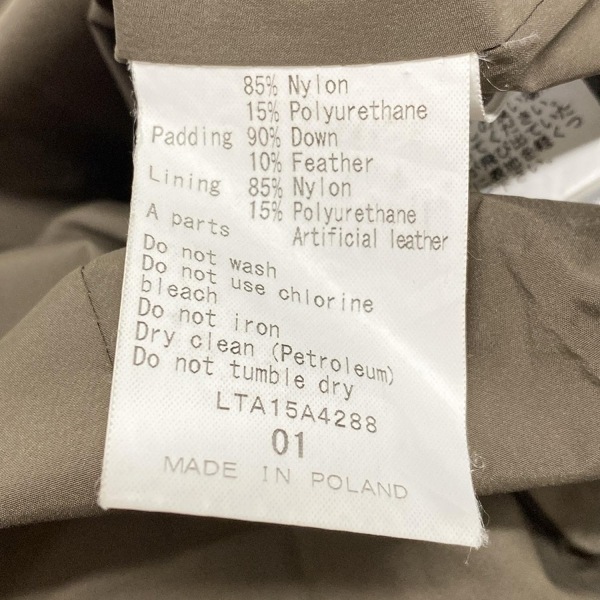 85% Nylon
15% Polyurethane
Padding 90% Down
10% Feather
Lining 85% Nylon
15% Polyurethane
A parts Artificial leather
Do not wash
Do not use chlorine
bleach
Do not iron
Dry clean (Petroleum)
Do not tumble dry
LTA15A4288
01
MADE IN POLAND